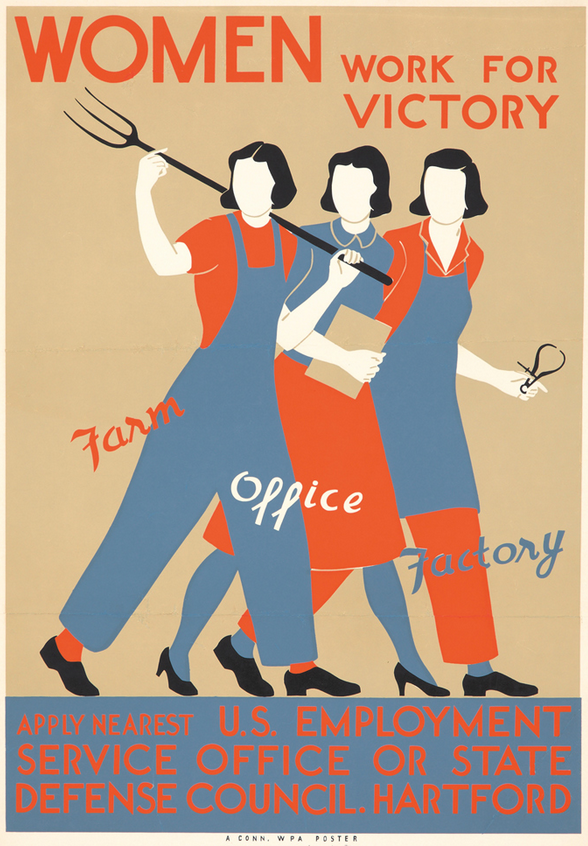 WOMEN WORK FOR
VICTORY
Farm
Office
Factory
APPLY NEAREST U.S. EMPLOYMENT
SERVICE OFFICE OR STATE
DEFENSE COUNCIL. HARTFORD
A CONN. WPA POSTER